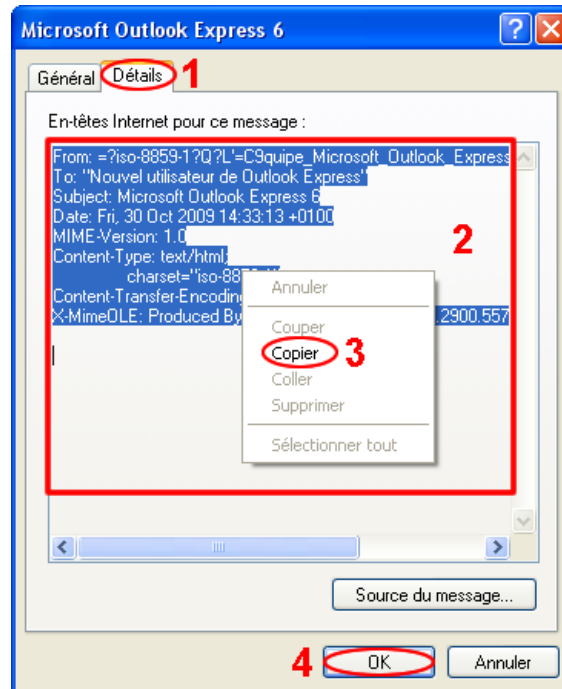 Microsoft Outlook Express 6
Général Détails 1
En-têtes Internet pour ce message :
From: =?iso-8859-1?Q?L'=C9quipe_Microsoft_Outlook_Express
To: "Nouvel utilisateur de Outlook Express"
Subject: Microsoft Outlook Express 6
Date: Fri, 30 Oct 2009 14:33:13 +0100
MIME-Version: 1.0
2
Content-Type: text/html;
charset="iso-88
Content-Transfer-Encoding
X-MimeOLE: Produced By .2900.557
Annuler
Couper
Copier 3
Coller
Supprimer
Sélectionner tout
Source du message...
4 OK Annuler